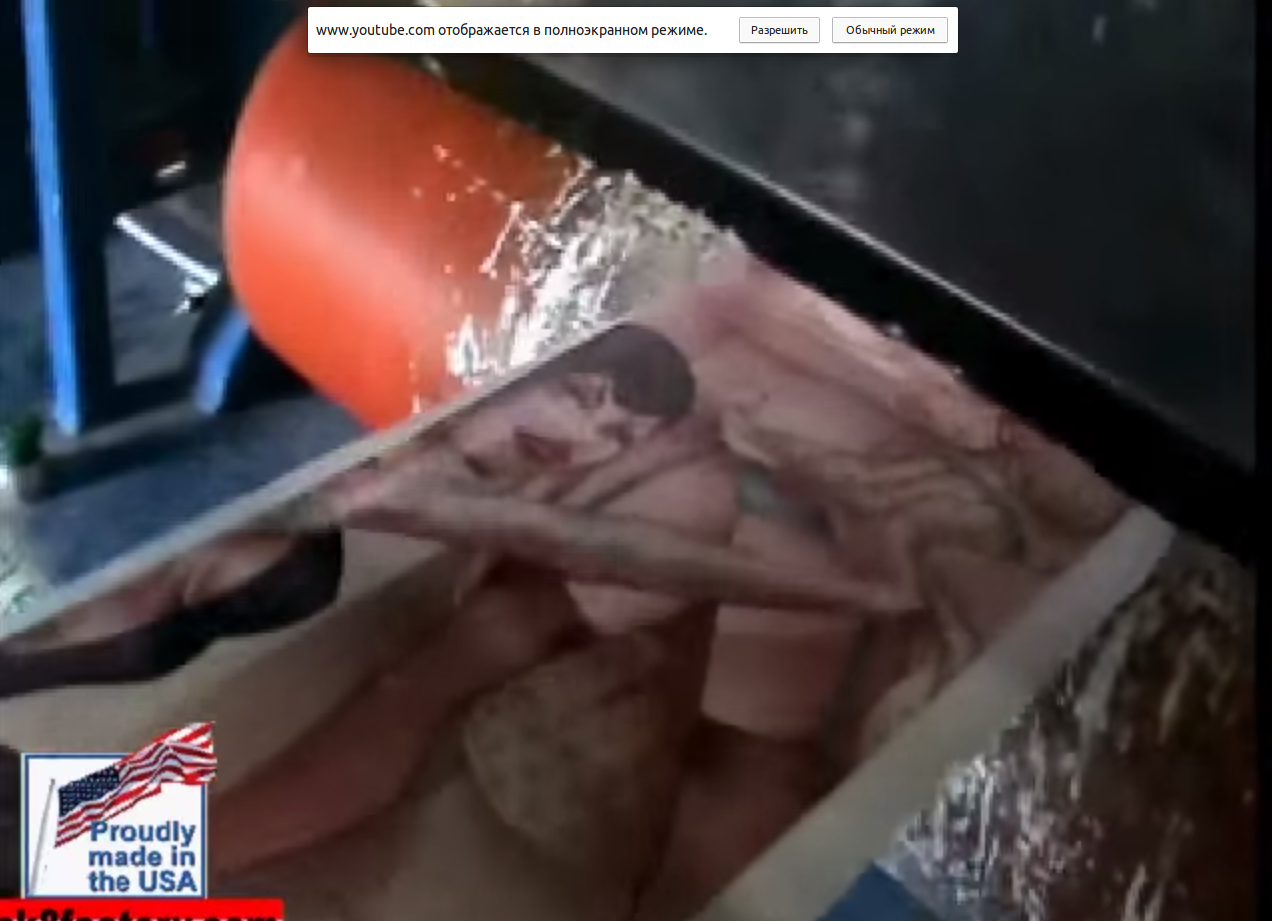 www.youtube.com отображается в полноэкранном режиме.
Разрешить
Обычный режим
Proudly
made in
the USA